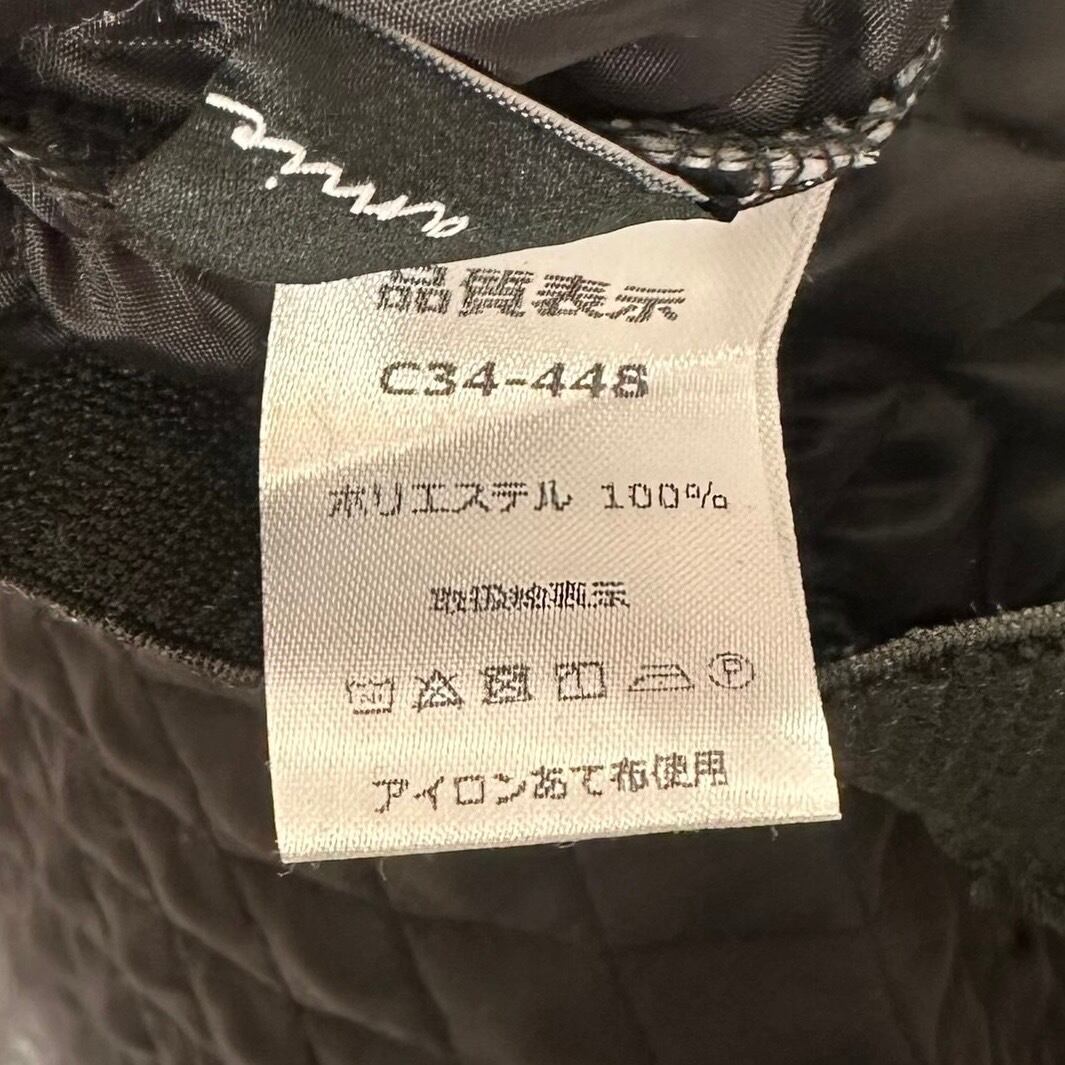 品質表示
C34-448
ポリエステル 100%
取扱絵表示
P
アイロンあて布使用